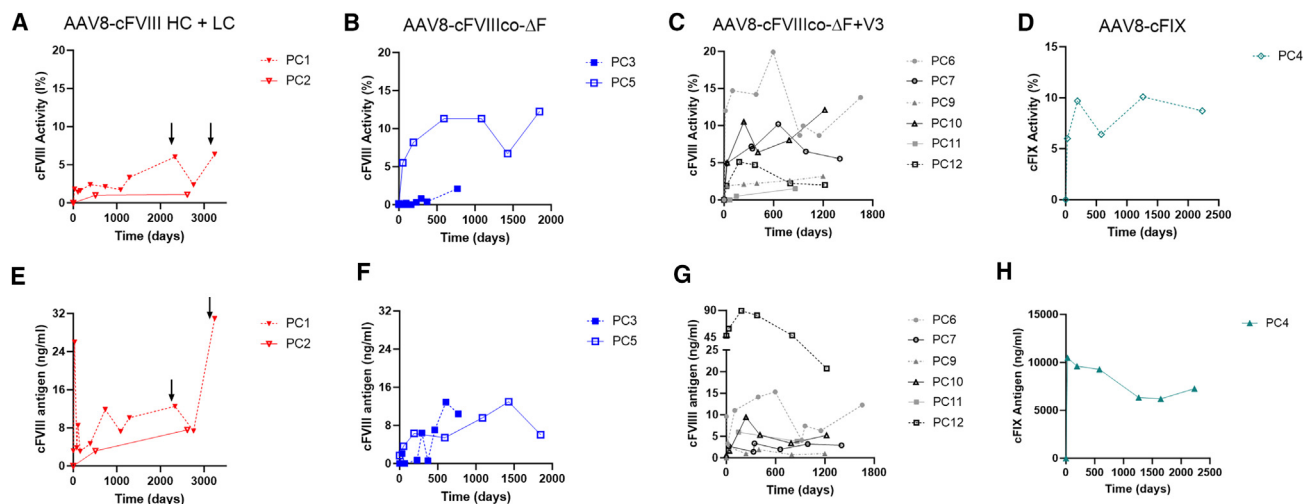 A
AAV8-cFVIII HC + LC
cFVIII Activity (I%)
20
15
10
5
0
0
1000
2000
3000
Time (days)
PC1
PC2
B
AAV8-cFVIIIco-ΔF
cFVIII Activity (%)
20
15
10
5
0
0
500
1000
1500
2000
Time (days)
PC3
PC5
C
AAV8-cFVIIIco-ΔF+V3
cFVIII Activity (%)
20
15
10
5
0
0
600
1200
1800
Time (days)
PC6
PC7
PC9
PC10
PC11
PC12
D
AAV8-cFIX
cFIX Activity (%)
15
10
5
0
0
500
1000
1500
2000
2500
Time (days)
PC4
E
cFVIII antigen (ng/ml)
32
24
16
8
0
0
1000
2000
3000
Time (days)
PC1
PC2
F
cFVIII antigen (ng/ml)
32
24
16
8
0
0
500
1000
1500
2000
Time (days)
PC3
PC5
G
cFVIII antigen (ng/ml)
90
45
25
20
15
10
5
0
0
600
1200
1800
Time (days)
PC6
PC7
PC9
PC10
PC11
PC12
H
cFIX Antigen (ng/ml)
15000
10000
5000
0
0
500
1000
1500
2000
2500
Time (days)
PC4